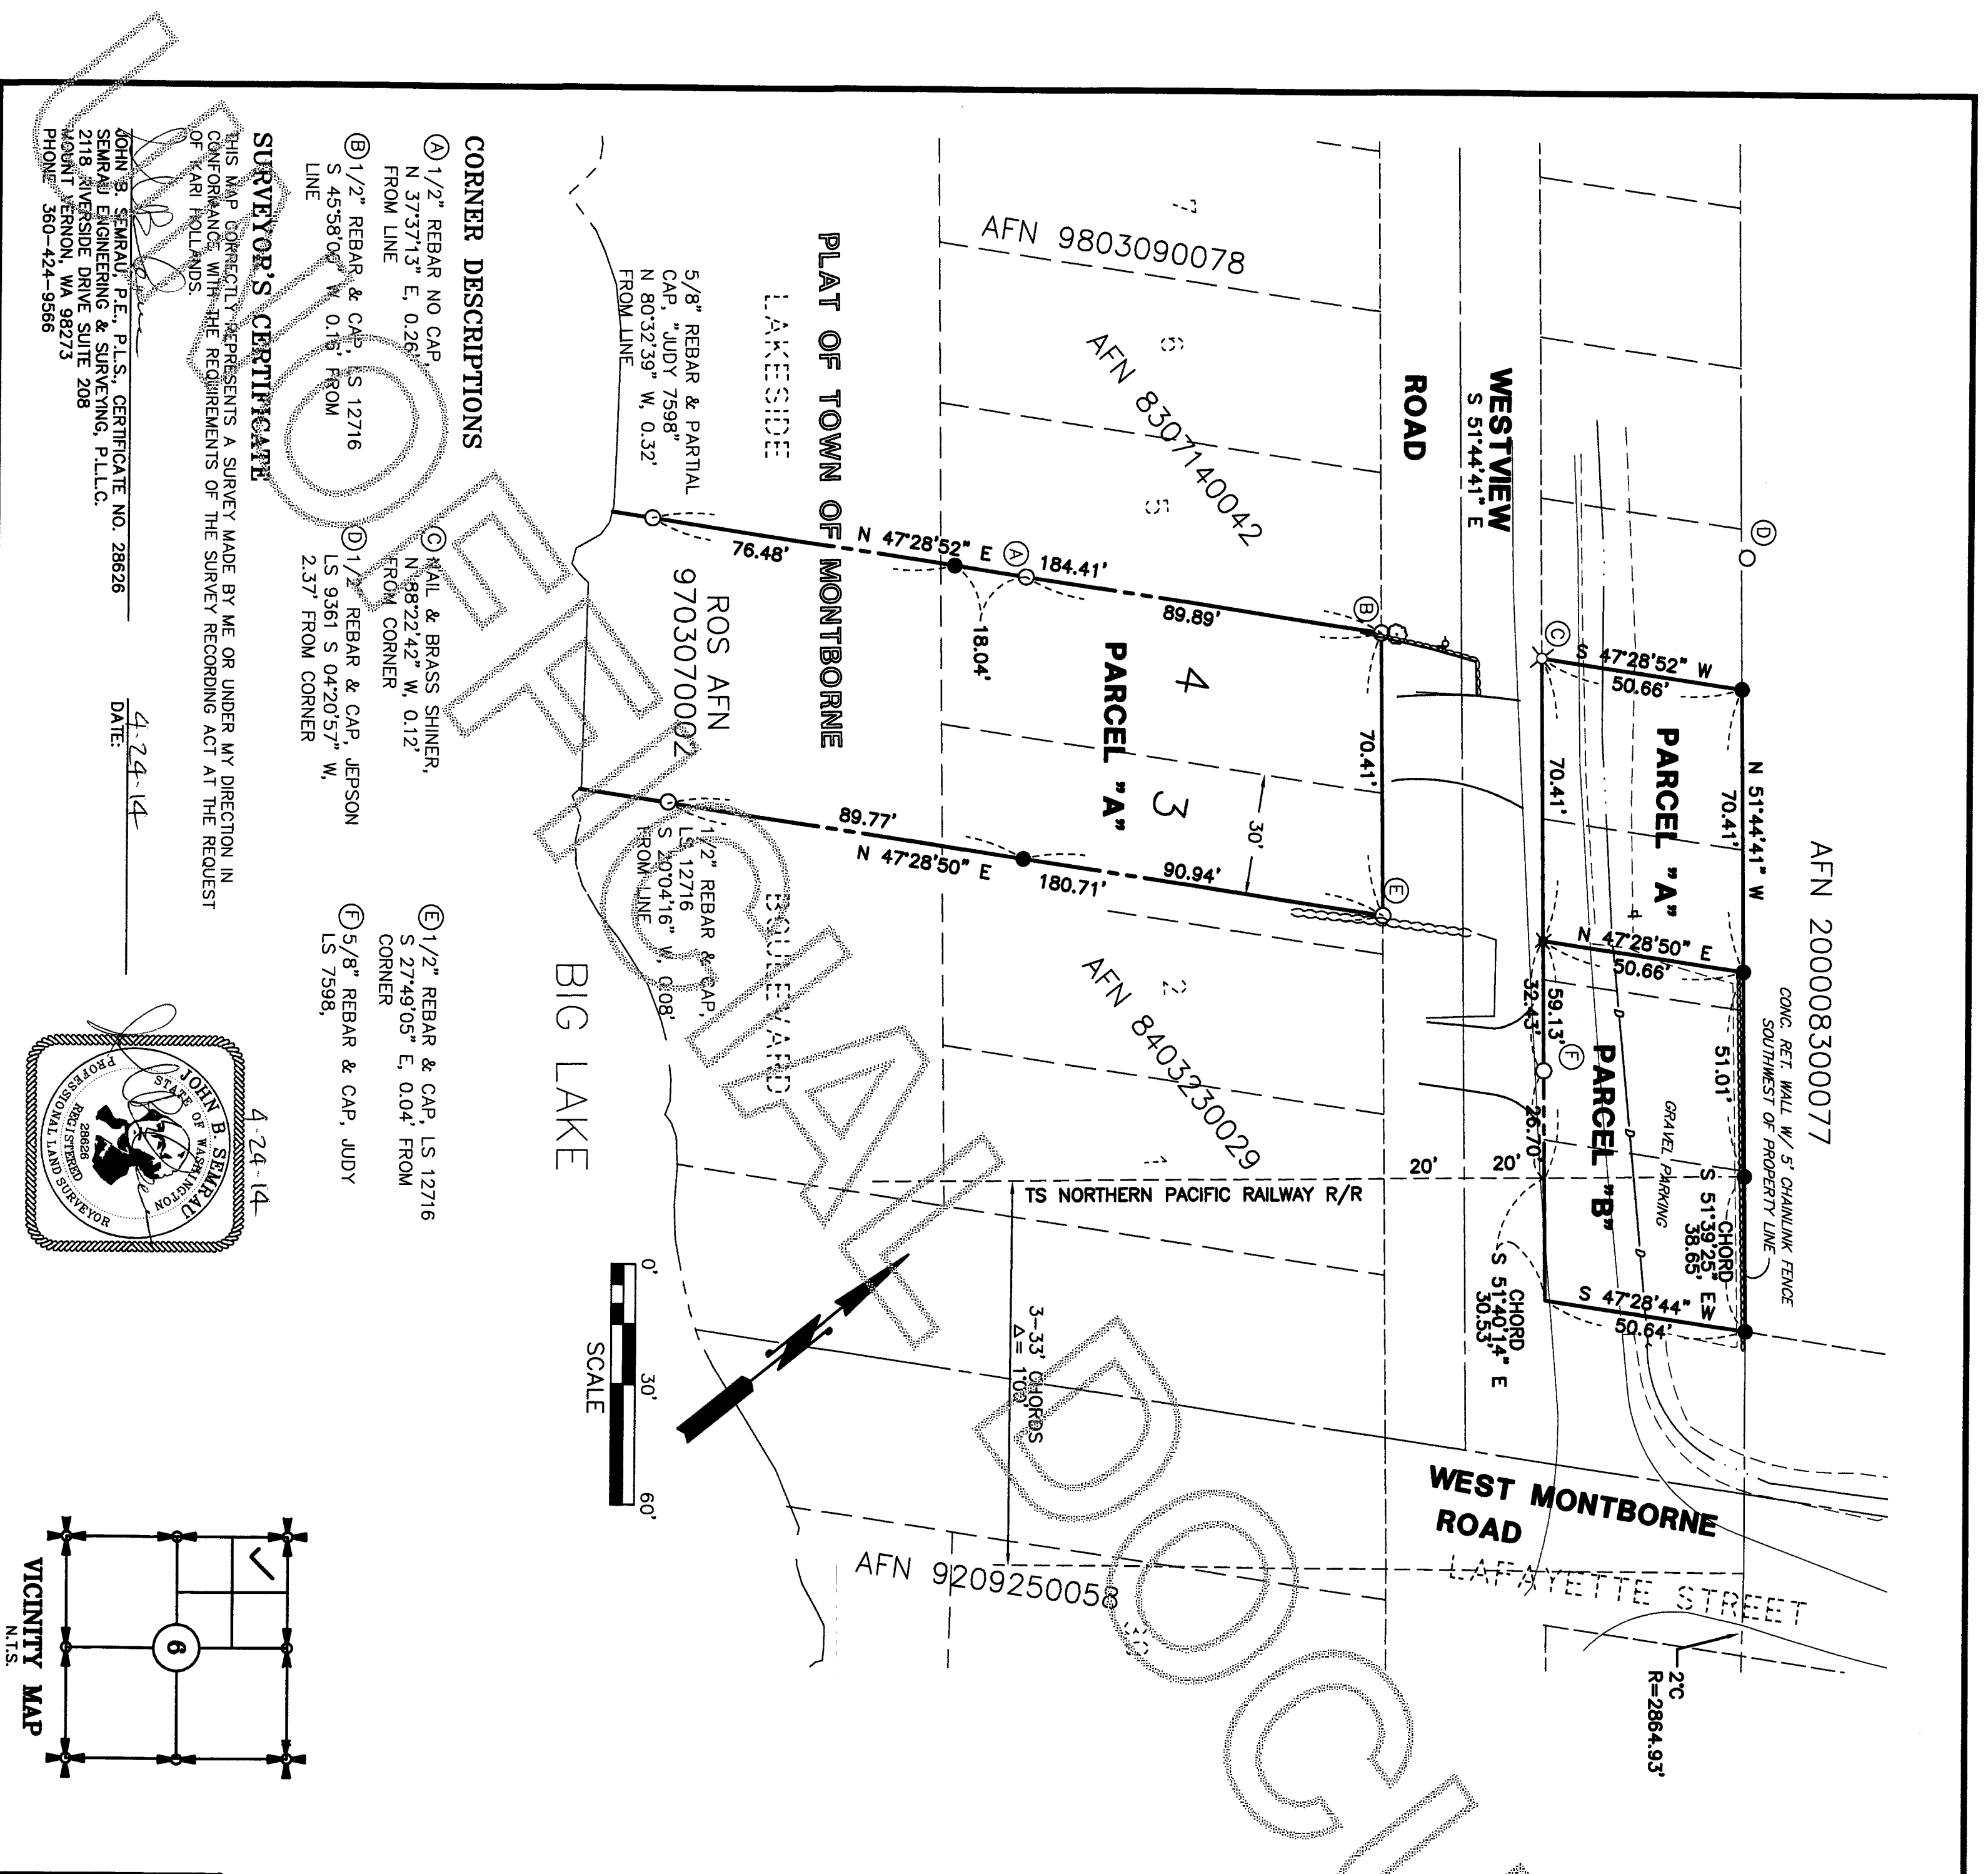 AFN 200008300077
CONC. RET. WALL W/ 5' CHAINLINK FENCE
SOUTHWEST OF PROPERTY LINE
N 51°44'41" W
70.41'
51.01'
CHORD
S 51°39'25" E
38.65'
D
S 47°28'52" W
50.66'
PARCEL "A"
N 47°28'50" E
50.66'
GRAVEL PARKING
PARCEL "B"
S 47°28'44" W
50.64'
C
70.41'
59.13'
F
32.43'
26.70'
CHORD
S 51°40'14" E
30.53'
2°C
R=2864.93'
WESTVIEW
S 51°44'41" E
ROAD
20'
20'
WEST MONTBORNE
ROAD
LAFAYETTE STREET
B
70.41'
E
7
AFN 9803090078
6
AFN 8307140042
5
4
PARCEL "A"
3
30'
2
AFN 8403230029
1
TS NORTHERN PACIFIC RAILWAY R/R
3-33' CHORDS
Δ= 1°00'
AFN 9209250058
N 47°28'52" E
A
184.41'
89.89'
76.48'
18.04'
89.77'
N 47°28'50" E
180.71'
90.94'
PLAT OF TOWN OF MONTBORNE
LAKESIDE
BOULEVARD
5/8" REBAR & PARTIAL
CAP, "JUDY 7598"
N 80°32'39" W, 0.32'
FROM LINE
ROS AFN
9703070002
1/2" REBAR & CAP,
LS 12716
S 20°04'16" W, 0.08'
FROM LINE
BIG LAKE
0'
30'
60'
SCALE
CORNER DESCRIPTIONS
A 1/2" REBAR NO CAP
N 37°37'13" E, 0.26'
FROM LINE
B 1/2" REBAR & CAP, LS 12716
W 0.16' FROM
LINE
C NAIL & BRASS SHINER,
N 88°22'42" W, 0.12'
FROM CORNER
D 1/2" REBAR & CAP, JEPSON
LS 9361 S 04°20'57" W,
2.37' FROM CORNER
E 1/2" REBAR & CAP, LS 12716
S 27°49'05" E, 0.04' FROM
CORNER
F 5/8" REBAR & CAP, JUDY
LS 7598,
SURVEYOR'S CERTIFICATE
THIS MAP CORRECTLY REPRESENTS A SURVEY MADE BY ME OR UNDER MY DIRECTION IN
CONFORMANCE WITH THE REQUIREMENTS OF THE SURVEY RECORDING ACT AT THE REQUEST
OF KARI HOLLANDS.
4-24-14
JOHN B. SEMRAU, P.E., P.L.S., CERTIFICATE NO. 28626
DATE:
SEMRAU ENGINEERING & SURVEYING, P.L.L.C.
2118 RIVERSIDE DRIVE SUITE 208
MOUNT VERNON, WA 98273
PHONE 360-424-9566
4-24-14
JOHN B. SEMRAU
STATE OF WASHINGTON
28626
REGISTERED
PROFESSIONAL LAND SURVEYOR
6
VICINITY MAP
N.T.S.
UNOFFICIAL DOCU